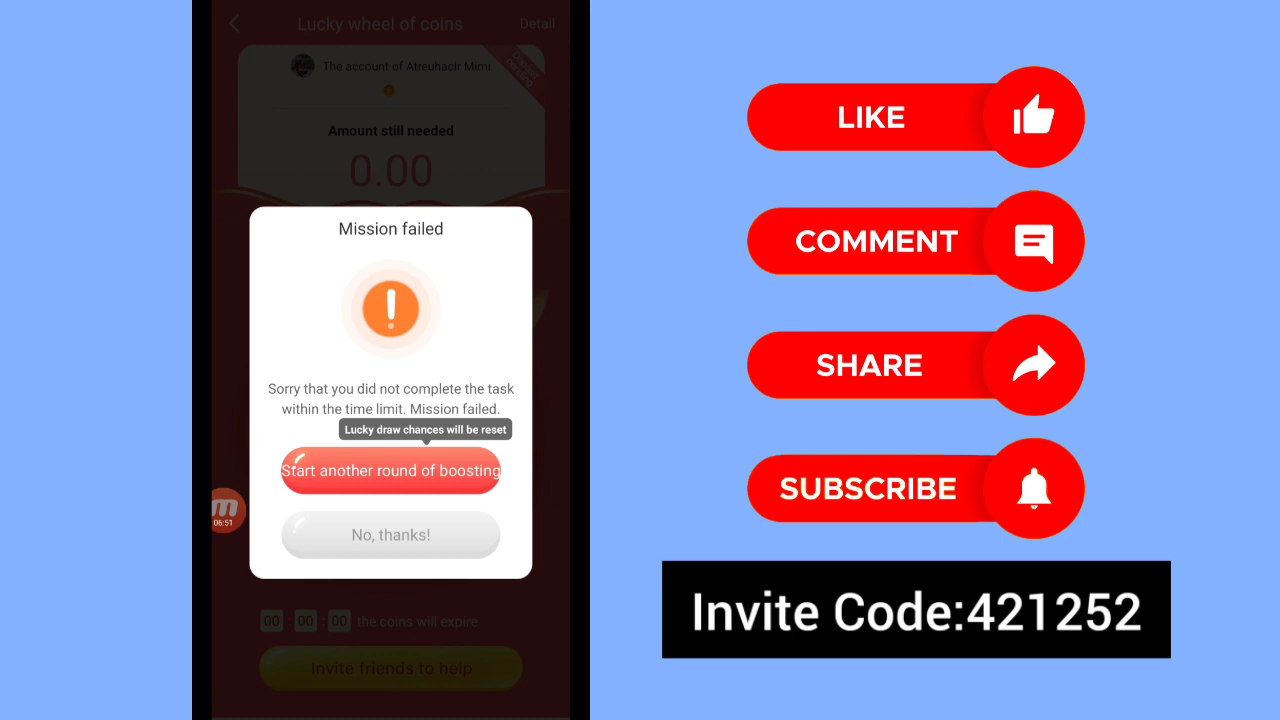 Lucky wheel of coins
Detail
The account of Atreuhacir Mimi
Amount still needed
0.00
Mission failed
Sorry that you did not complete the task
within the time limit. Mission failed.
Lucky draw chances will be reset
Start another round of boosting
No, thanks!
06:51
00 : 00 : 00 the coins will expire
Invite friends to help
LIKE
COMMENT
SHARE
SUBSCRIBE
Invite Code:421252